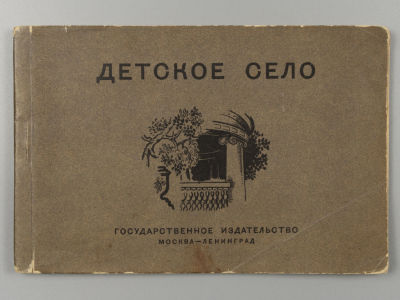 ДЕТСКОЕ СЕЛО
ГОСУДАРСТВЕННОЕ ИЗДАТЕЛЬСТВО
МОСКВА—ЛЕНИНГРАД